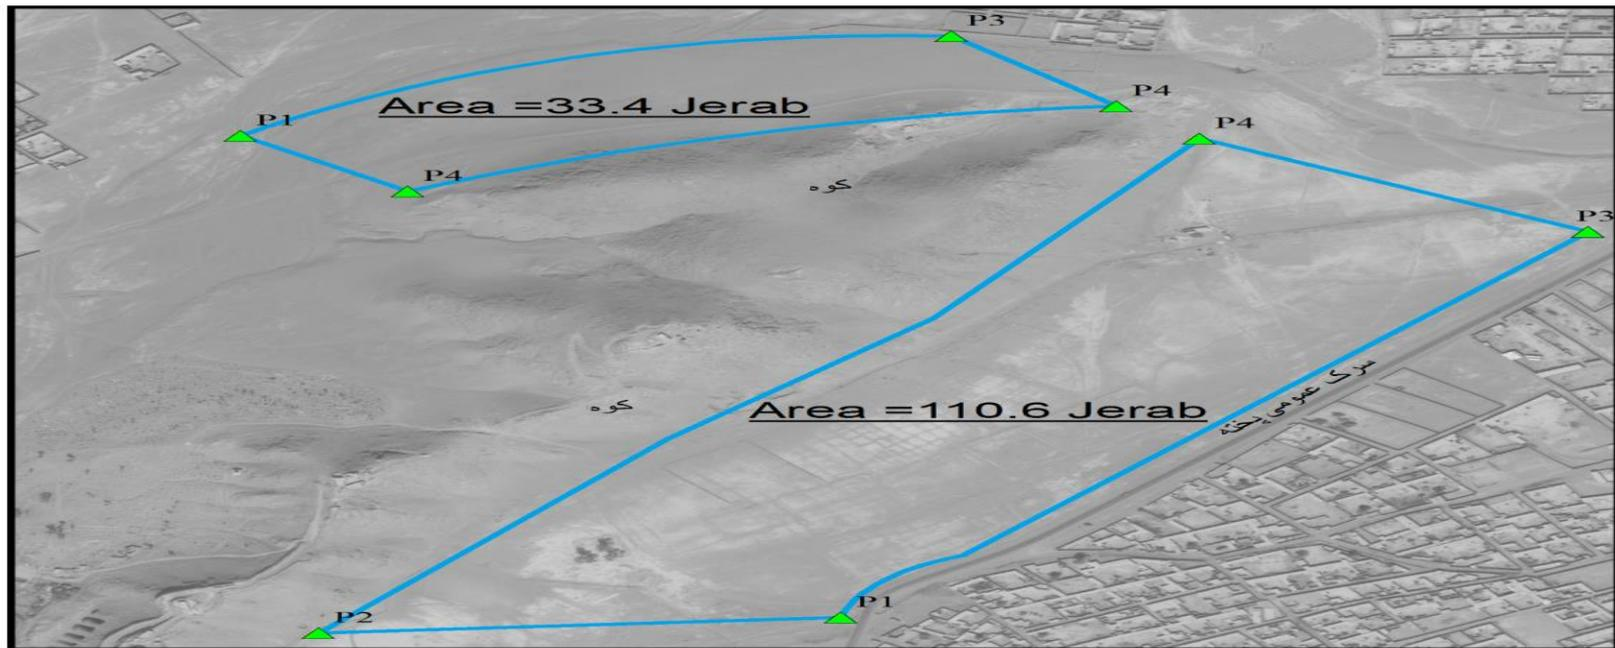 P3
P4
Area =33.4 Jerab
P1
P4
P4
کوه
P3
سرک عمومی پخته
کوه
Area =110.6 Jerab
P1
P2